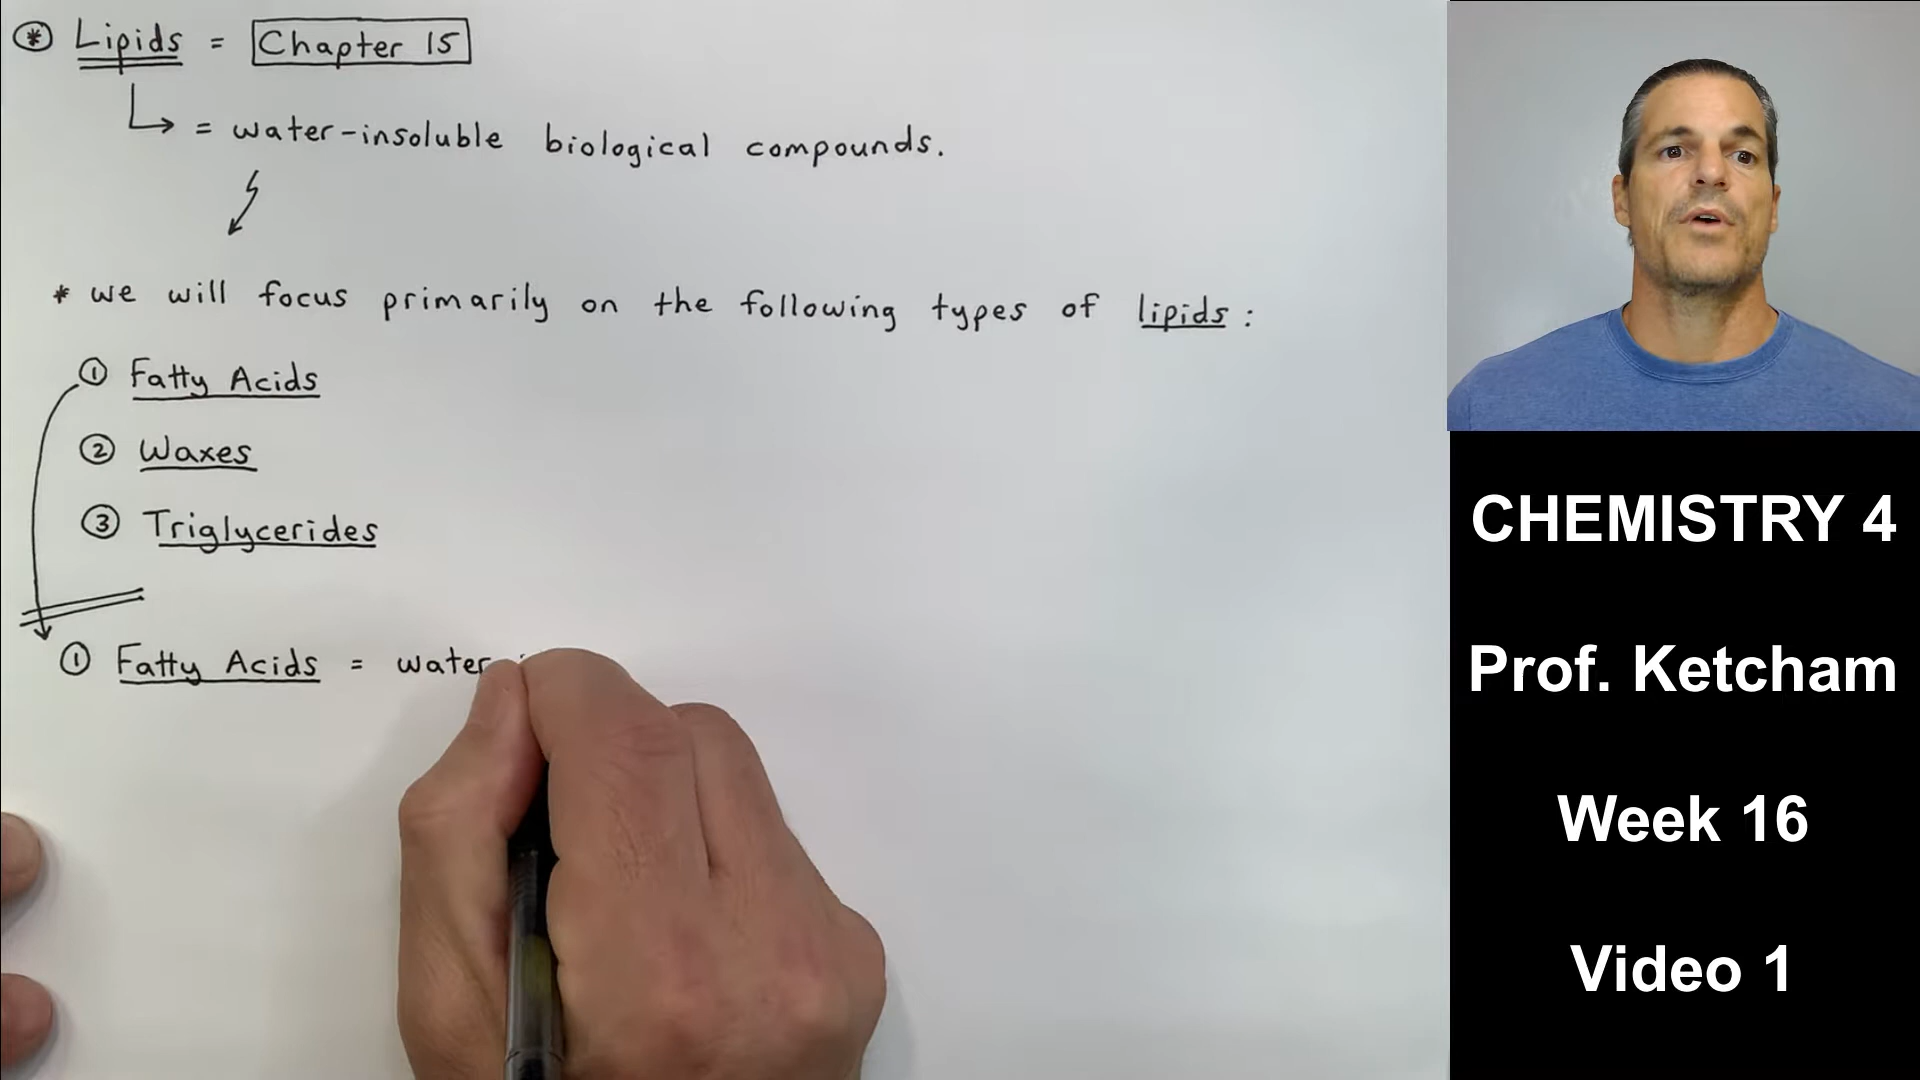 * Lipids = Chapter 15
= water-insoluble biological compounds.
* we will focus primarily on the following types of lipids :
① Fatty Acids
② Waxes
③ Triglycerides
① Fatty Acids = water
CHEMISTRY 4
Prof. Ketcham
Week 16
Video 1